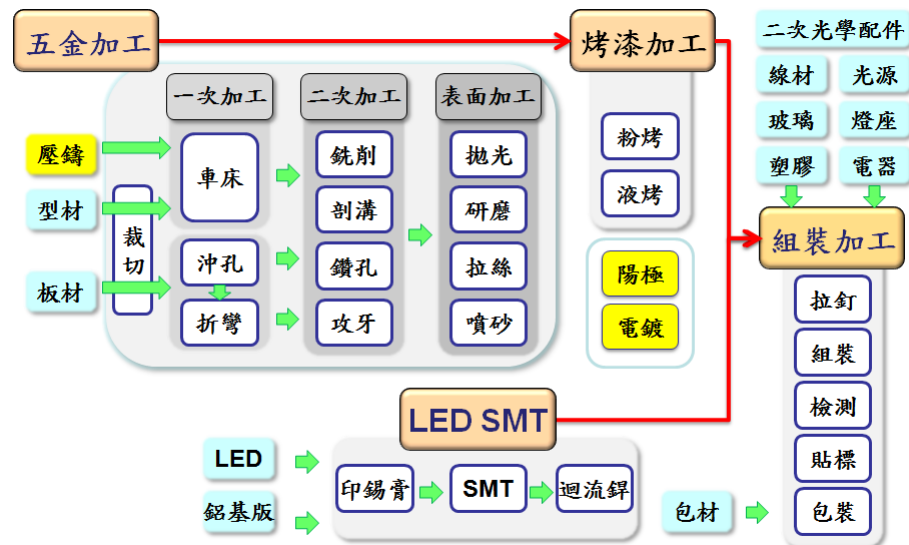 五金加工
烤漆加工
二次光學配件
線材
光源
玻璃
燈座
塑膠
電器
一次加工
二次加工
表面加工
壓鑄
型材
板材
裁切
車床
沖孔
折彎
銑削
剖溝
鑽孔
攻牙
拋光
研磨
拉絲
噴砂
粉烤
液烤
陽極
電鍍
組裝加工
拉釘
組裝
檢測
貼標
包裝
包材
LED SMT
LED
鋁基版
印錫膏
SMT
迴流銲